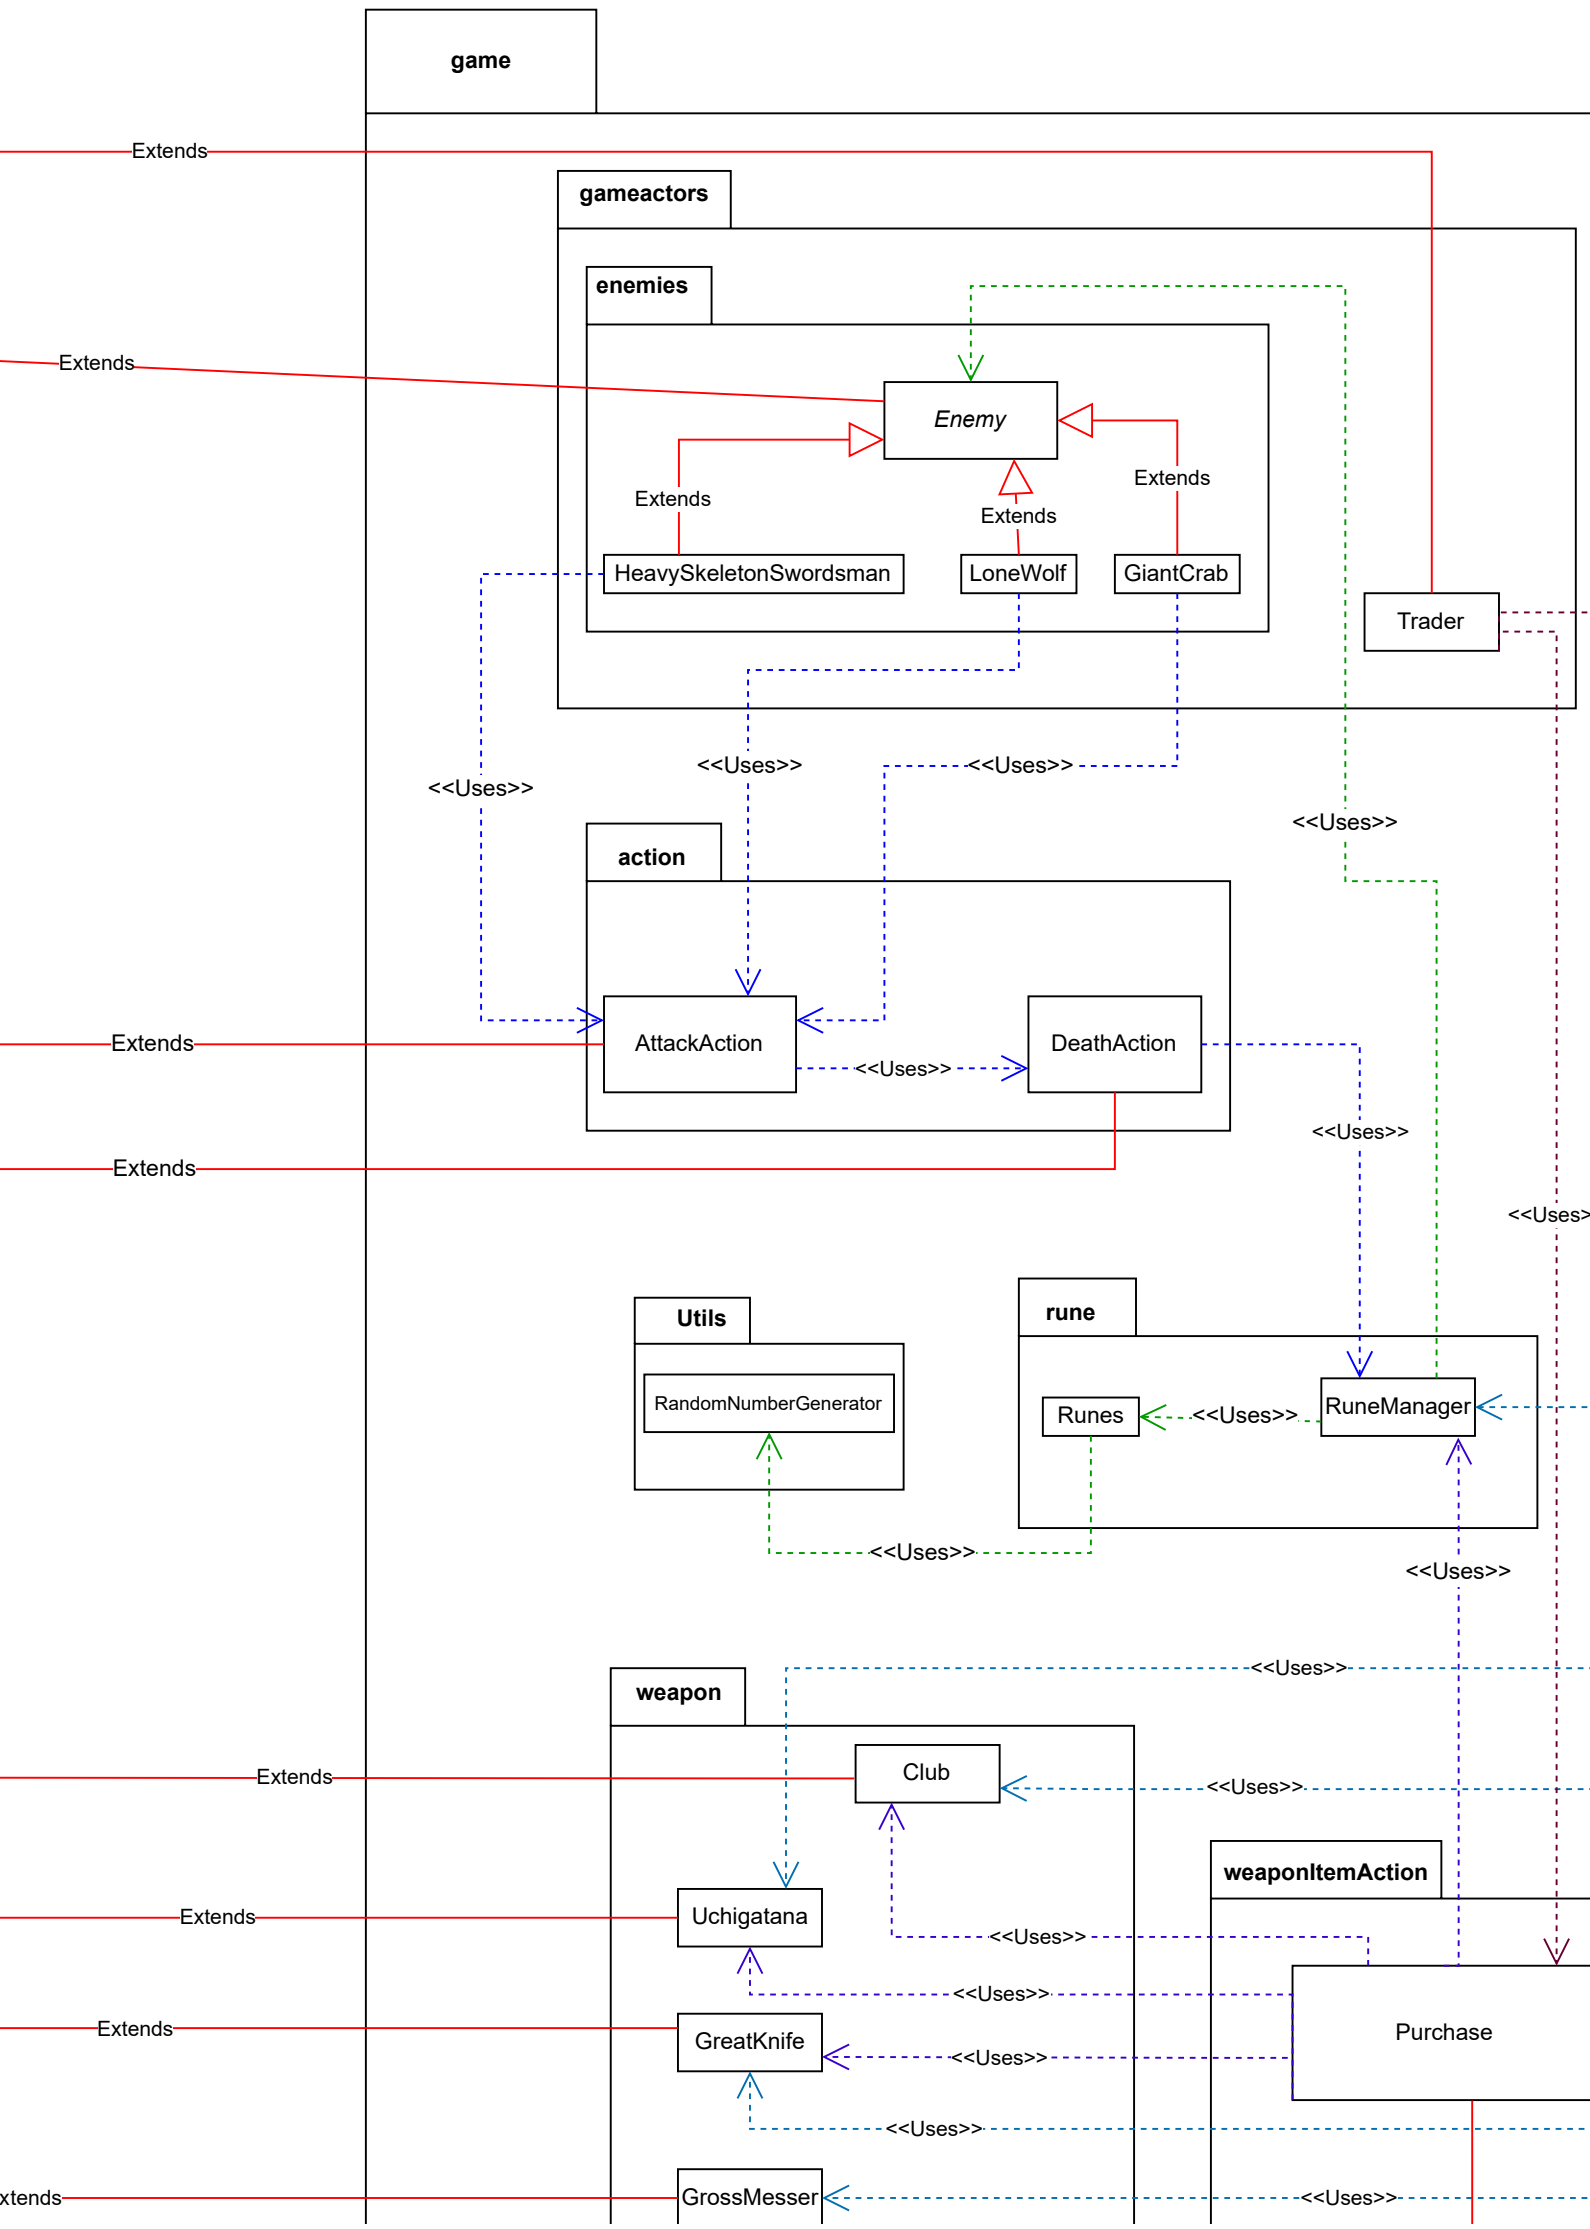 game
Extends
gameactors
enemies
Extends
Enemy
Extends
Extends
Extends
HeavySkeletonSwordsman
LoneWolf
GiantCrab
Trader
<<Uses>>
<<Uses>>
<<Uses>>
<<Uses>>
action
AttackAction
DeathAction
Extends
<<Uses>>
<<Uses>>
Extends
<<Uses>
Utils
rune
RandomNumberGenerator
Runes
<<Uses>>
RuneManager
<<Uses>>
<<Uses>>
<<Uses>>
weapon
Club
Extends
<<Uses>>
weaponItemAction
Uchigatana
Extends
<<Uses>>
<<Uses>>
GreatKnife
Extends
<<Uses>>
Purchase
<<Uses>>
xtends
GrossMesser
<<Uses>>